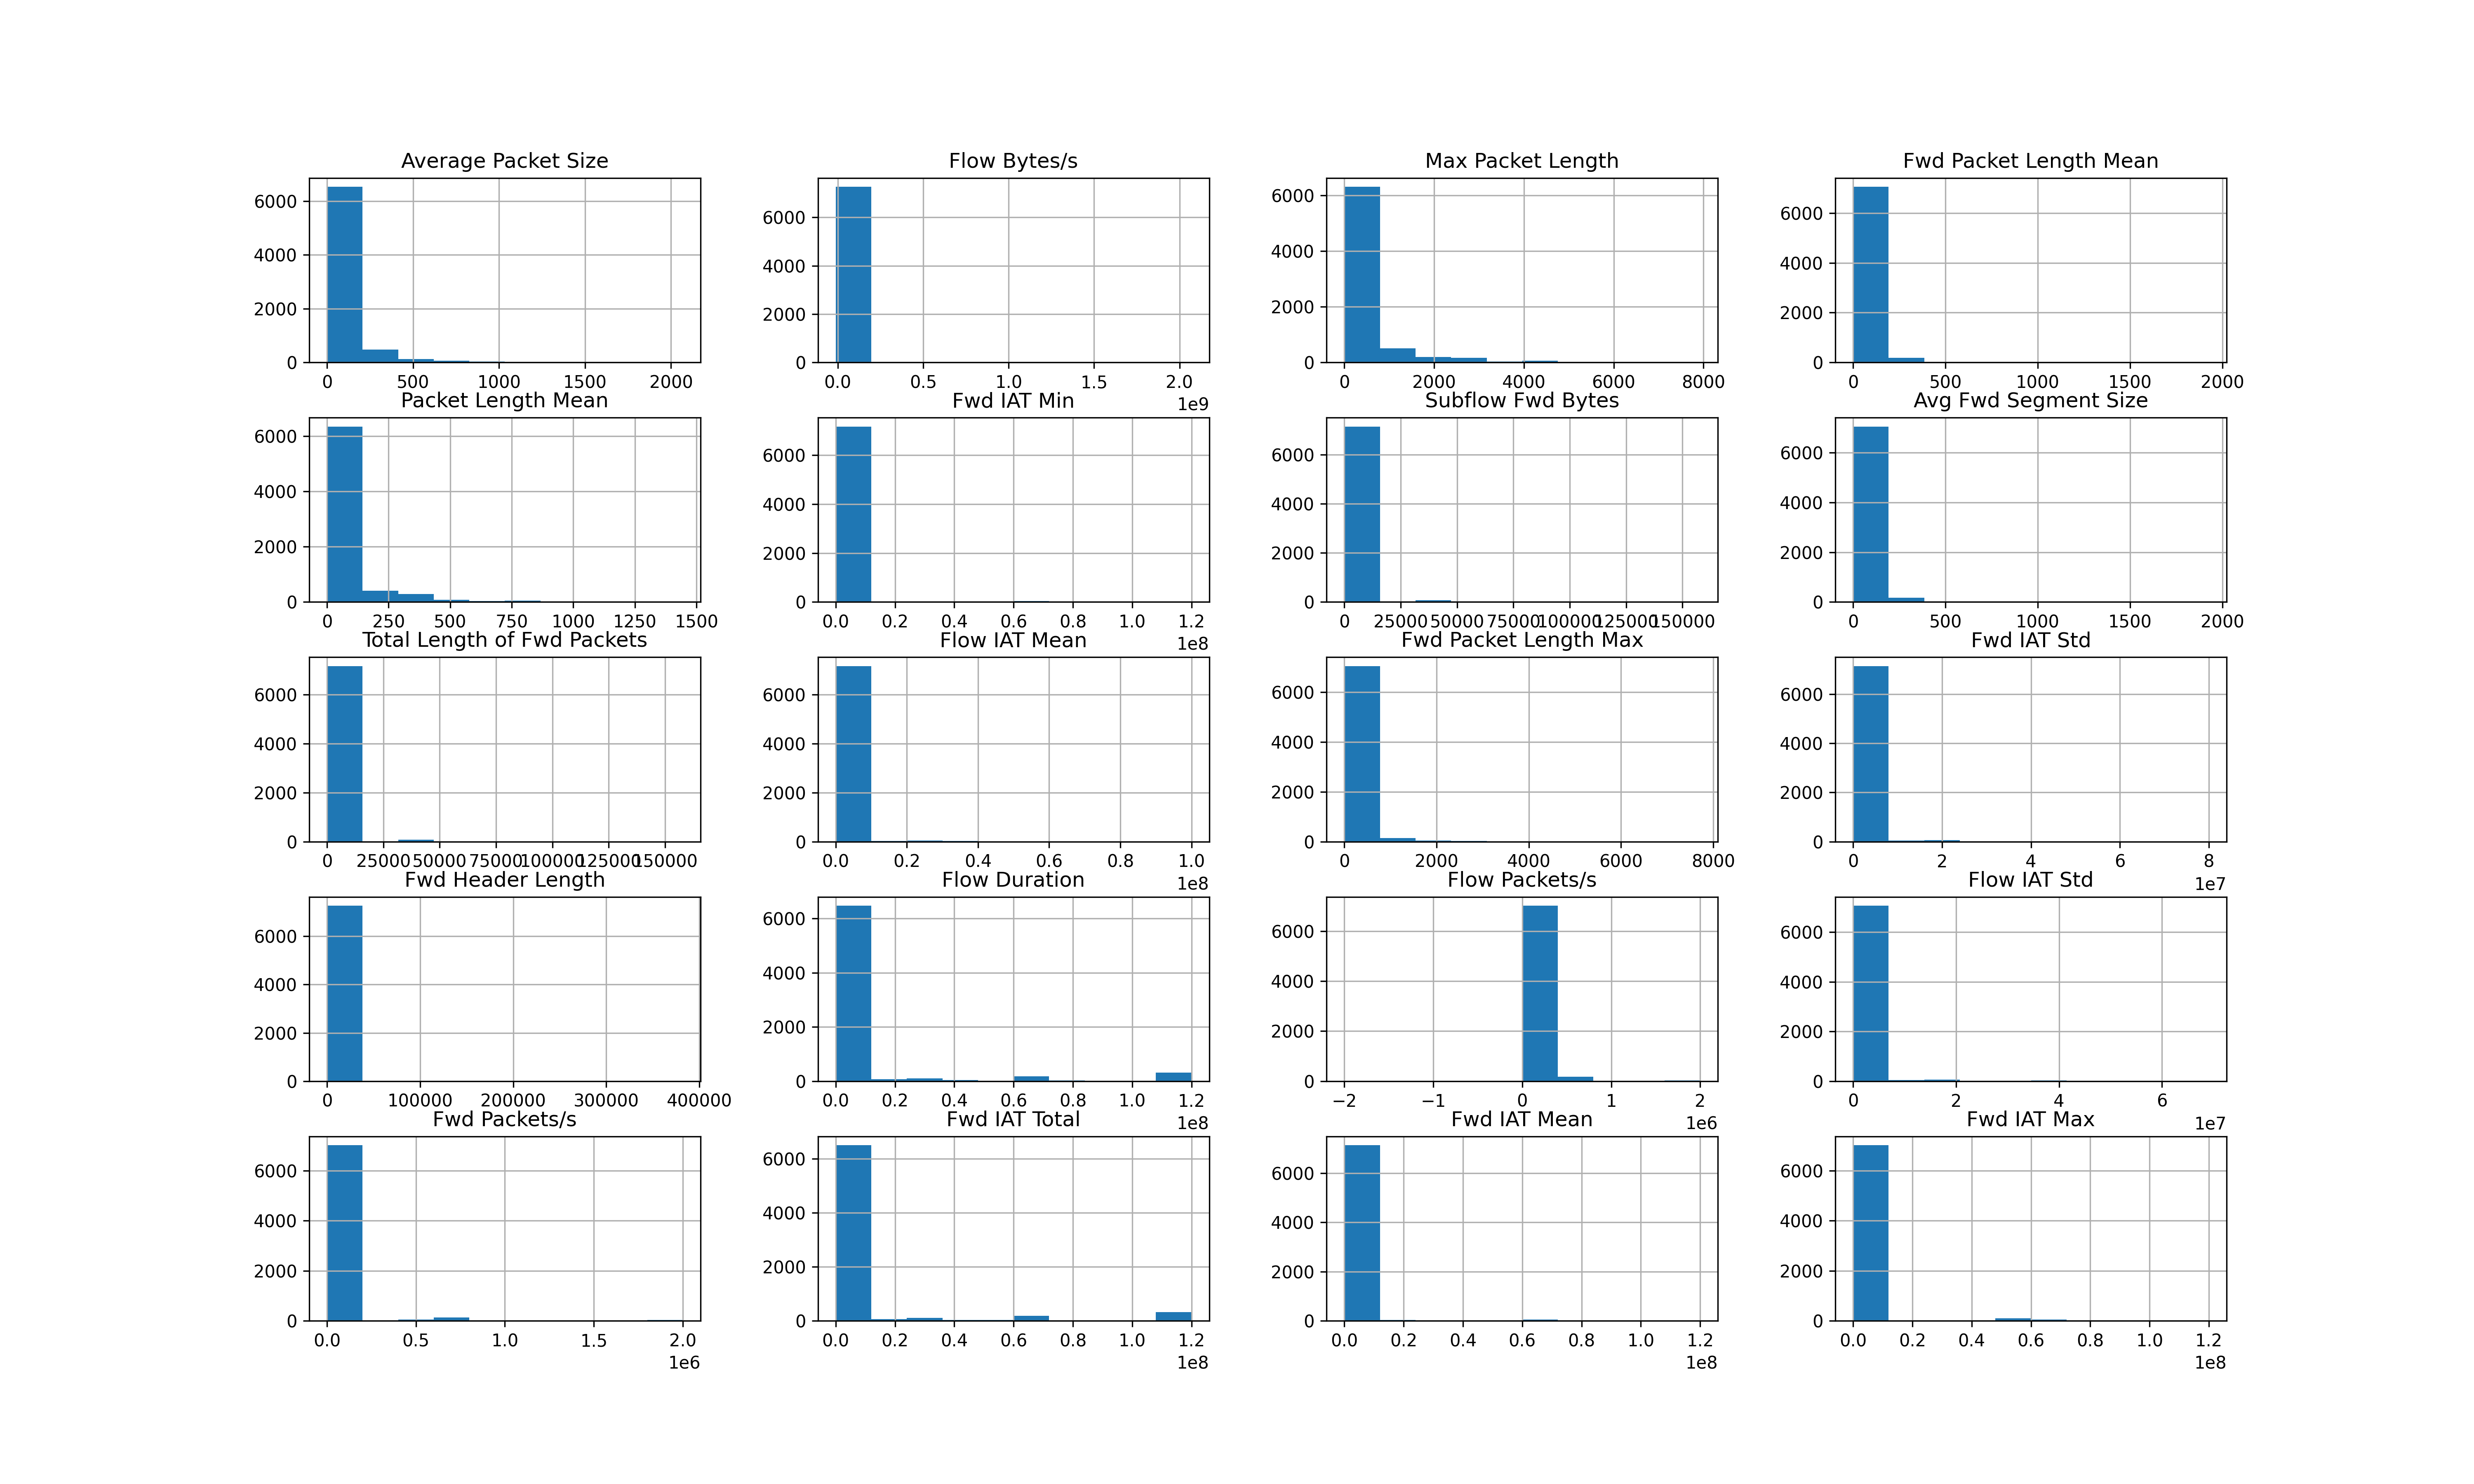 Average Packet Size
Flow Bytes/s
Max Packet Length
Fwd Packet Length Mean
6000
4000
2000
0
0 500 1000 1500 2000
6000
4000
2000
0
0.0 0.5 1.0 1.5 2.0
1e9
6000
4000
2000
0
0 2000 4000 6000 8000
6000
4000
2000
0
0 500 1000 1500 2000
Packet Length Mean
Fwd IAT Min
Subflow Fwd Bytes
Avg Fwd Segment Size
6000
4000
2000
0
0 250 500 750 1000 1250 1500
6000
4000
2000
0
0.0 0.2 0.4 0.6 0.8 1.0 1.2
1e8
6000
4000
2000
0
0 25000 50000 75000 100000 125000 150000
6000
4000
2000
0
0 500 1000 1500 2000
Total Length of Fwd Packets
Flow IAT Mean
Fwd Packet Length Max
Fwd IAT Std
6000
4000
2000
0
0 25000 50000 75000 100000 125000 150000
6000
4000
2000
0
0.0 0.2 0.4 0.6 0.8 1.0
1e8
6000
4000
2000
0
0 2000 4000 6000 8000
6000
4000
2000
0
0 2 4 6 8
1e7
Fwd Header Length
Flow Duration
Flow Packets/s
Flow IAT Std
6000
4000
2000
0
0 100000 200000 300000 400000
6000
4000
2000
0
0.0 0.2 0.4 0.6 0.8 1.0 1.2
1e8
6000
4000
2000
0
−2 −1 0 1 2
1e6
6000
4000
2000
0
0 2 4 6
1e7
Fwd Packets/s
Fwd IAT Total
Fwd IAT Mean
Fwd IAT Max
6000
4000
2000
0
0.0 0.5 1.0 1.5 2.0
1e6
6000
4000
2000
0
0.0 0.2 0.4 0.6 0.8 1.0 1.2
1e8
6000
4000
2000
0
0.0 0.2 0.4 0.6 0.8 1.0 1.2
1e8
6000
4000
2000
0
0.0 0.2 0.4 0.6 0.8 1.0 1.2
1e8